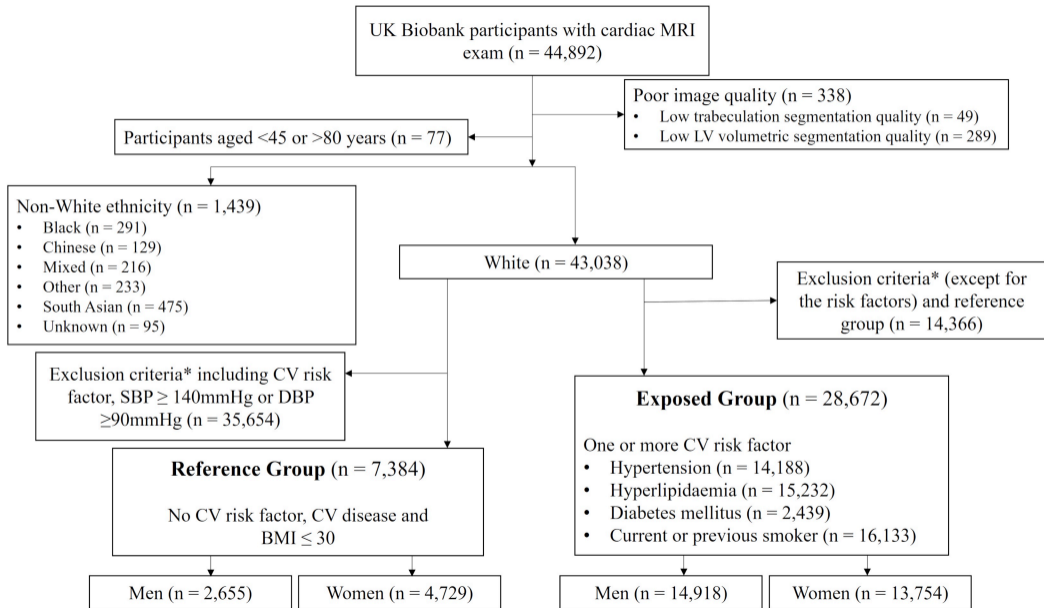 UK Biobank participants with cardiac MRI
exam (n = 44,892)
Poor image quality (n = 338)
• Low trabeculation segmentation quality (n = 49)
• Low LV volumetric segmentation quality (n = 289)
Participants aged <45 or >80 years (n = 77)
Non-White ethnicity (n = 1,439)
• Black (n = 291)
• Chinese (n = 129)
• Mixed (n = 216)
• Other (n = 233)
• South Asian (n = 475)
• Unknown (n = 95)
White (n = 43,038)
Exclusion criteria* (except for
the risk factors) and reference
group (n = 14,366)
Exclusion criteria* including CV risk
factor, SBP ≥ 140mmHg or DBP
≥90mmHg (n = 35,654)
Exposed Group (n = 28,672)
One or more CV risk factor
• Hypertension (n = 14,188)
• Hyperlipidaemia (n = 15,232)
• Diabetes mellitus (n = 2,439)
• Current or previous smoker (n = 16,133)
Reference Group (n = 7,384)
No CV risk factor, CV disease and
BMI ≤ 30
Men (n = 2,655)
Women (n = 4,729)
Men (n = 14,918)
Women (n = 13,754)